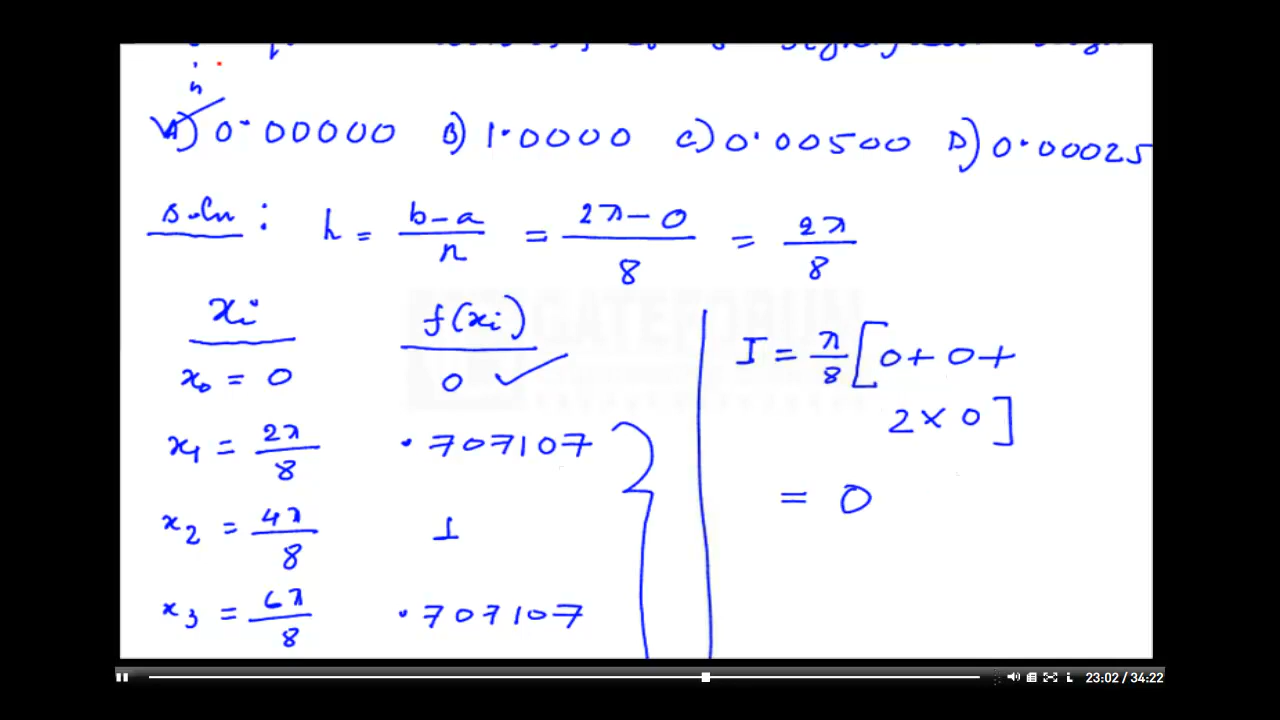 A) 0.00000 B) 1.0000 C) 0.00500 D) 0.00025
soln : h = b-a/n = 2π-0/8 = 2π/8
xi f(xi)
x0 = 0 0 ✓
x1 = 2π/8 .707107
x2 = 4π/8 1
x3 = 6π/8 .707107
I = π/8 [0+0+
2×0]
= 0
GATEFORUM
23:02 / 34:22